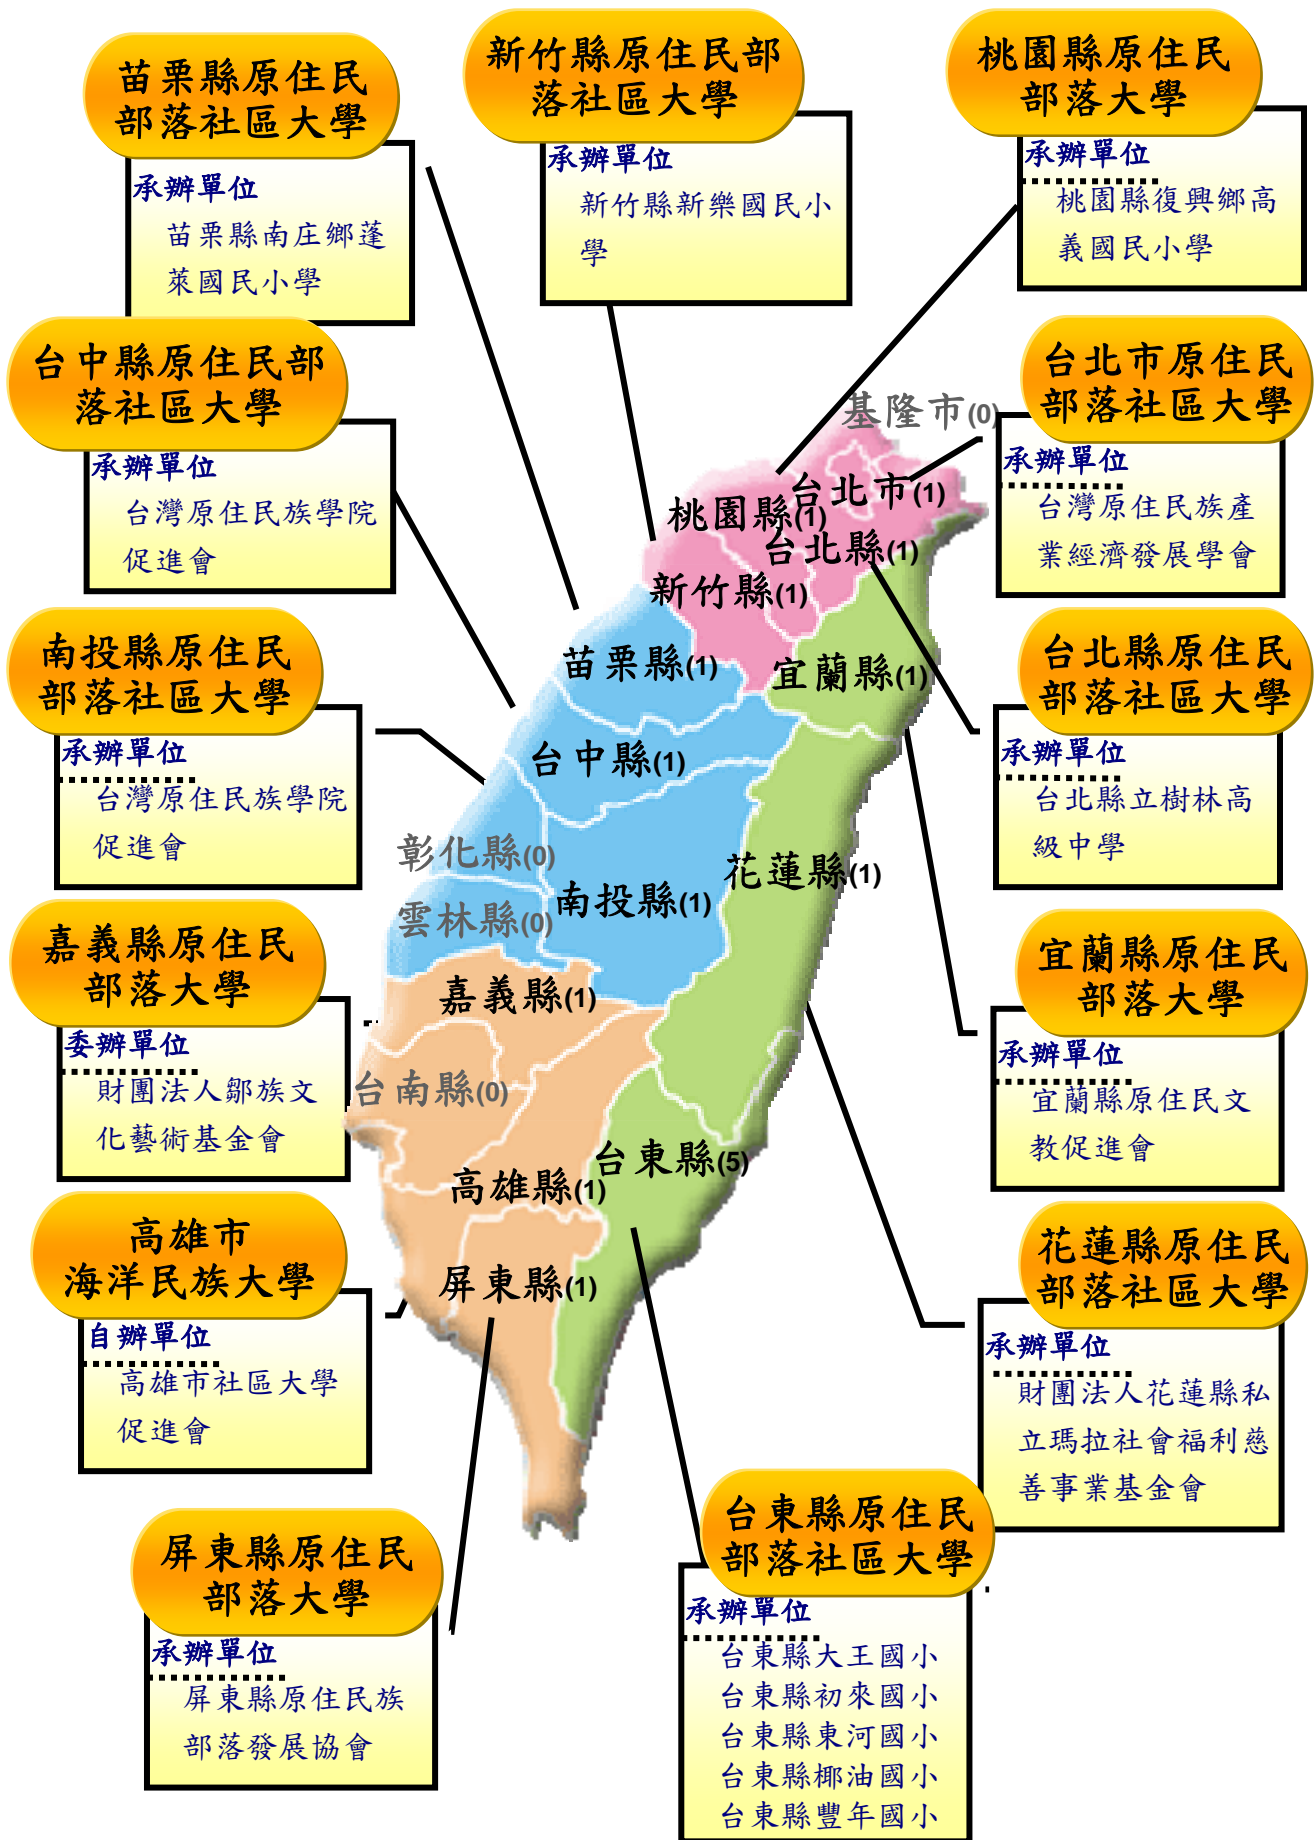 苗栗縣原住民
部落社區大學
承辦單位
苗栗縣南庄鄉蓬
萊國民小學
新竹縣原住民部
落社區大學
承辦單位
新竹縣新樂國民小
學
桃園縣原住民
部落大學
承辦單位
桃園縣復興鄉高
義國民小學
台中縣原住民部
落社區大學
承辦單位
台灣原住民族學院
促進會
台北市原住民
部落社區大學
承辦單位
台灣原住民族產
業經濟發展學會
南投縣原住民
部落社區大學
承辦單位
台灣原住民族學院
促進會
台北縣原住民
部落社區大學
承辦單位
台北縣立樹林高
級中學
嘉義縣原住民
部落大學
委辦單位
財團法人鄒族文
化藝術基金會
宜蘭縣原住民
部落大學
承辦單位
宜蘭縣原住民文
教促進會
高雄市
海洋民族大學
自辦單位
高雄市社區大學
促進會
花蓮縣原住民
部落社區大學
承辦單位
財團法人花蓮縣私
立瑪拉社會福利慈
善事業基金會
屏東縣原住民
部落大學
承辦單位
屏東縣原住民族
部落發展協會
台東縣原住民
部落社區大學
承辦單位
台東縣大王國小
台東縣初來國小
台東縣東河國小
台東縣椰油國小
台東縣豐年國小
基隆市(0)
台北市(1)
桃園縣(1)
台北縣(1)
新竹縣(1)
苗栗縣(1)
宜蘭縣(1)
台中縣(1)
彰化縣(0)
花蓮縣(1)
南投縣(1)
雲林縣(0)
嘉義縣(1)
台南縣(0)
台東縣(5)
高雄縣(1)
屏東縣(1)